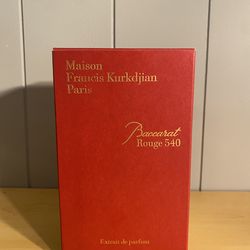 Maison
Francis Kurkdjian
Paris
Baccarat
Rouge 540
Extrait de parfum